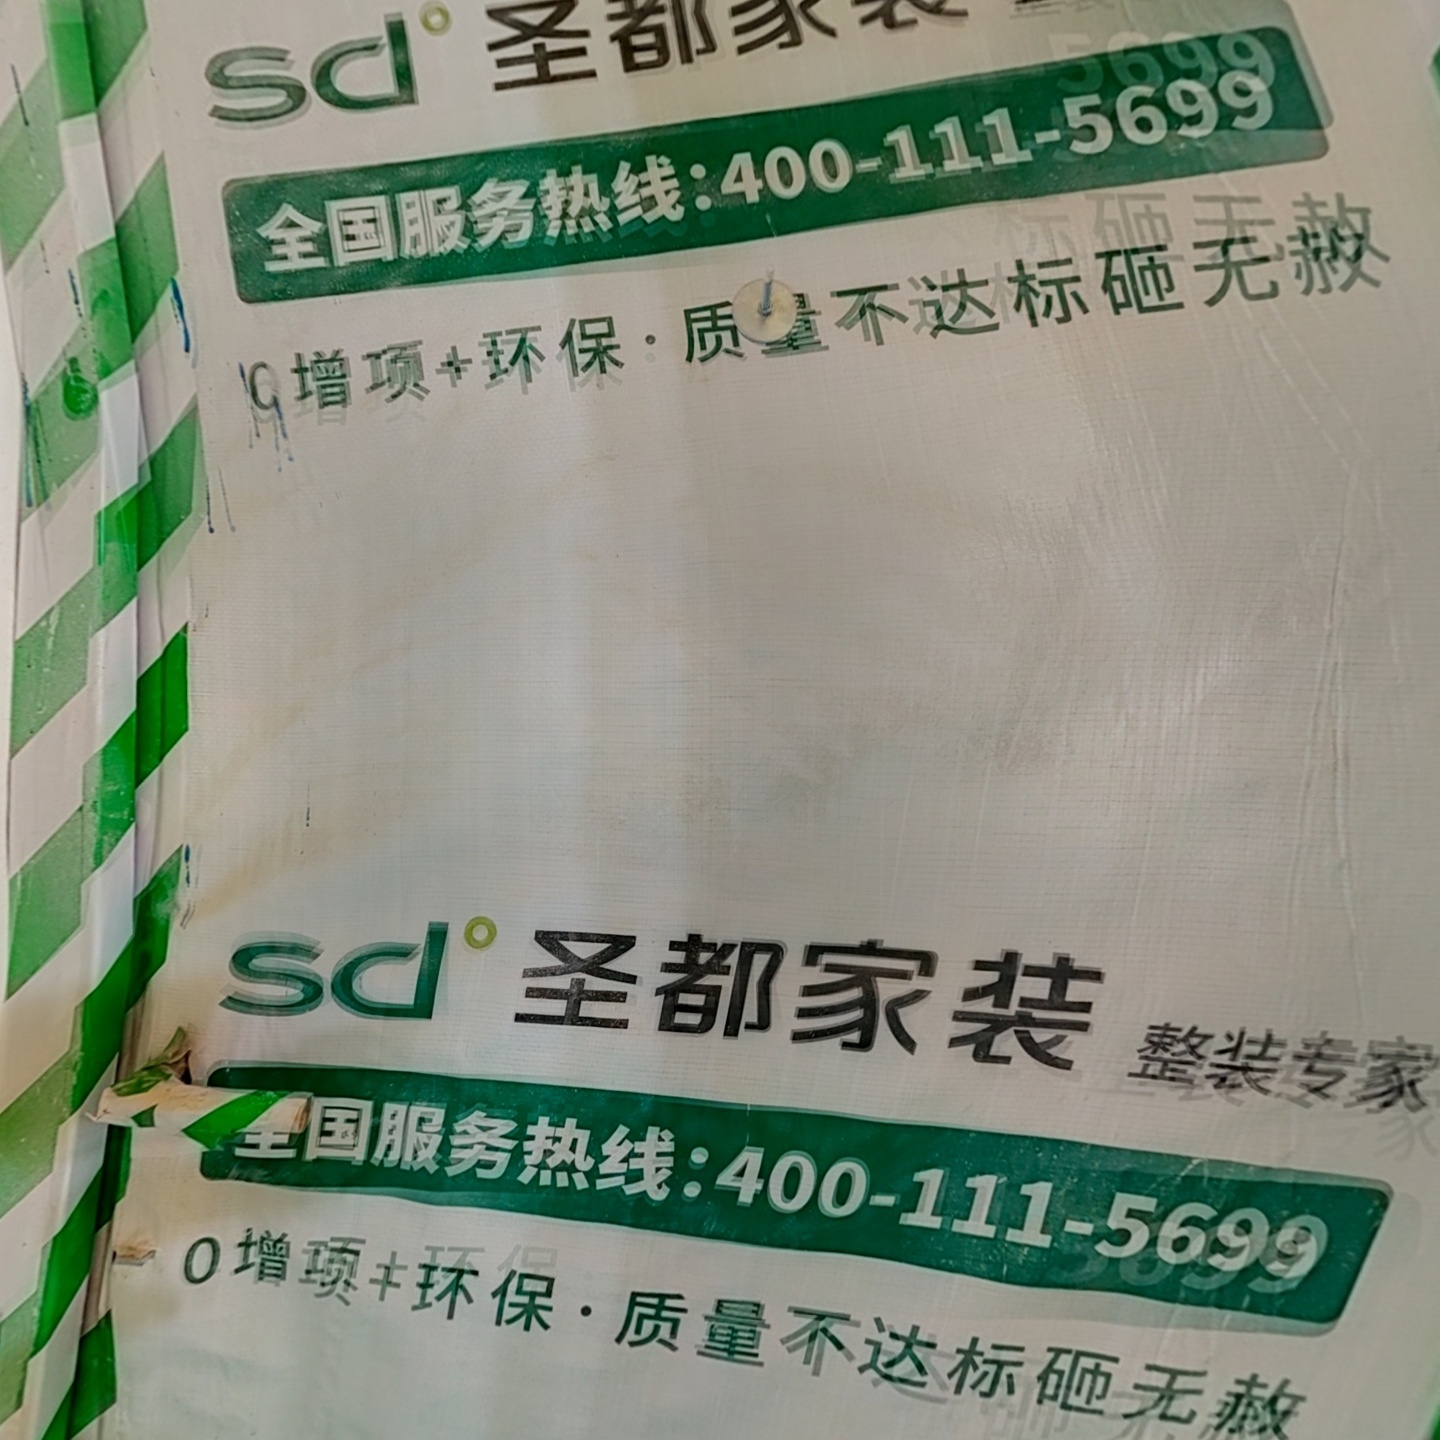 sd 圣都家装
全国服务热线:400-111-5699
0增项+环保·质量不达标砸无赦
sd 圣都家装 整装专家
全国服务热线:400-111-5699
0增项+环保·质量不达标砸无赦